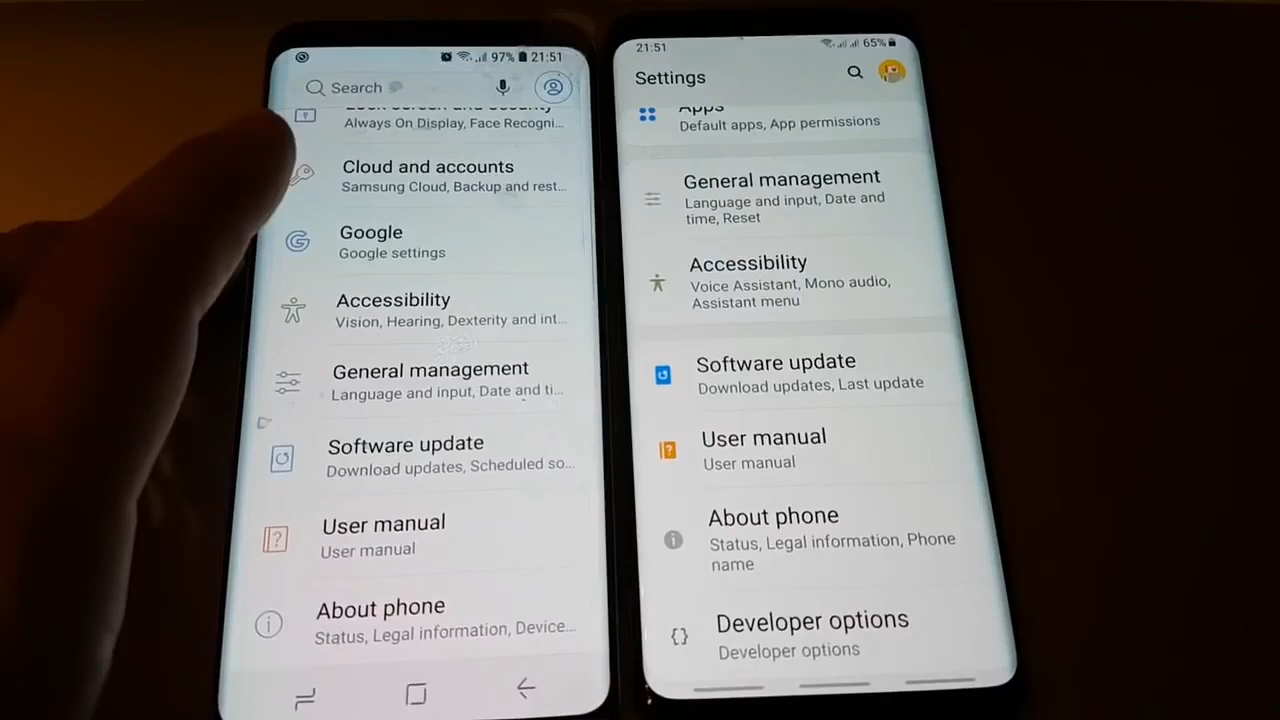 97% 21:51
Search
Lock screen and security
Always On Display, Face Recogni...
Cloud and accounts
Samsung Cloud, Backup and rest...
Google
Google settings
Accessibility
Vision, Hearing, Dexterity and int...
General management
Language and input, Date and ti...
Software update
Download updates, Scheduled so...
User manual
User manual
About phone
Status, Legal information, Device...
21:51 65%
Settings
Apps
Default apps, App permissions
General management
Language and input, Date and
time, Reset
Accessibility
Voice Assistant, Mono audio,
Assistant menu
Software update
Download updates, Last update
User manual
User manual
About phone
Status, Legal information, Phone
name
Developer options
Developer options